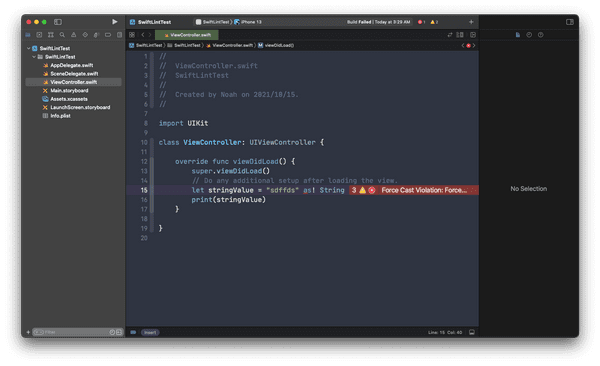 SwiftLintTest
SwiftLintTest
iPhone 13
Build Failed | Today at 3:29 AM
1
3
ViewController.swift
SwiftLintTest
SwiftLintTest
ViewController.swift
viewDidLoad()
SwiftLintTest
SwiftLintTest
AppDelegate.swift
SceneDelegate.swift
ViewController.swift
Main.storyboard
Assets.xcassets
LaunchScreen.storyboard
Info.plist
1 //
2 // ViewController.swift
3 // SwiftLintTest
4 //
5 // Created by Noah on 2021/10/15.
6 //
7
8 import UIKit
9
10 class ViewController: UIViewController {
11
12 override func viewDidLoad() {
13 super.viewDidLoad()
14 // Do any additional setup after loading the view.
15 let stringValue = "sdffds" as! String 3 Force Cast Violation: Force...
16 print(stringValue)
17 }
18
19 }
20
No Selection
Filter
Insert
Line: 15 Col: 60